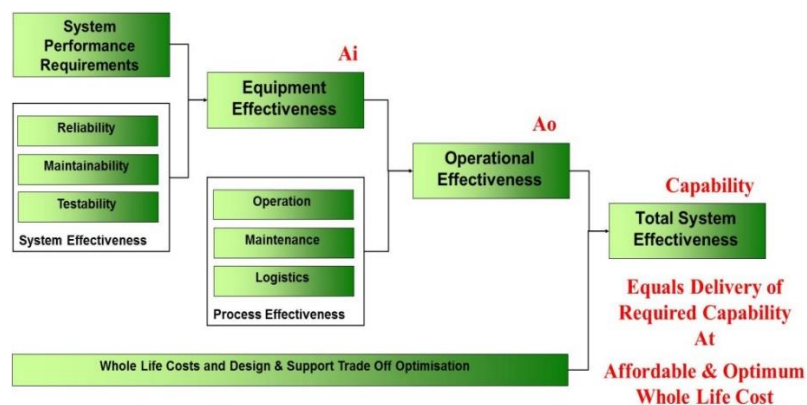 System
Performance
Requirements
Ai
Equipment
Effectiveness
Reliability
Maintainability
Testability
System Effectiveness
Ao
Operational
Effectiveness
Operation
Maintenance
Logistics
Process Effectiveness
Capability
Total System
Effectiveness
Equals Delivery of
Required Capability
At
Affordable & Optimum
Whole Life Cost
Whole Life Costs and Design & Support Trade Off Optimisation